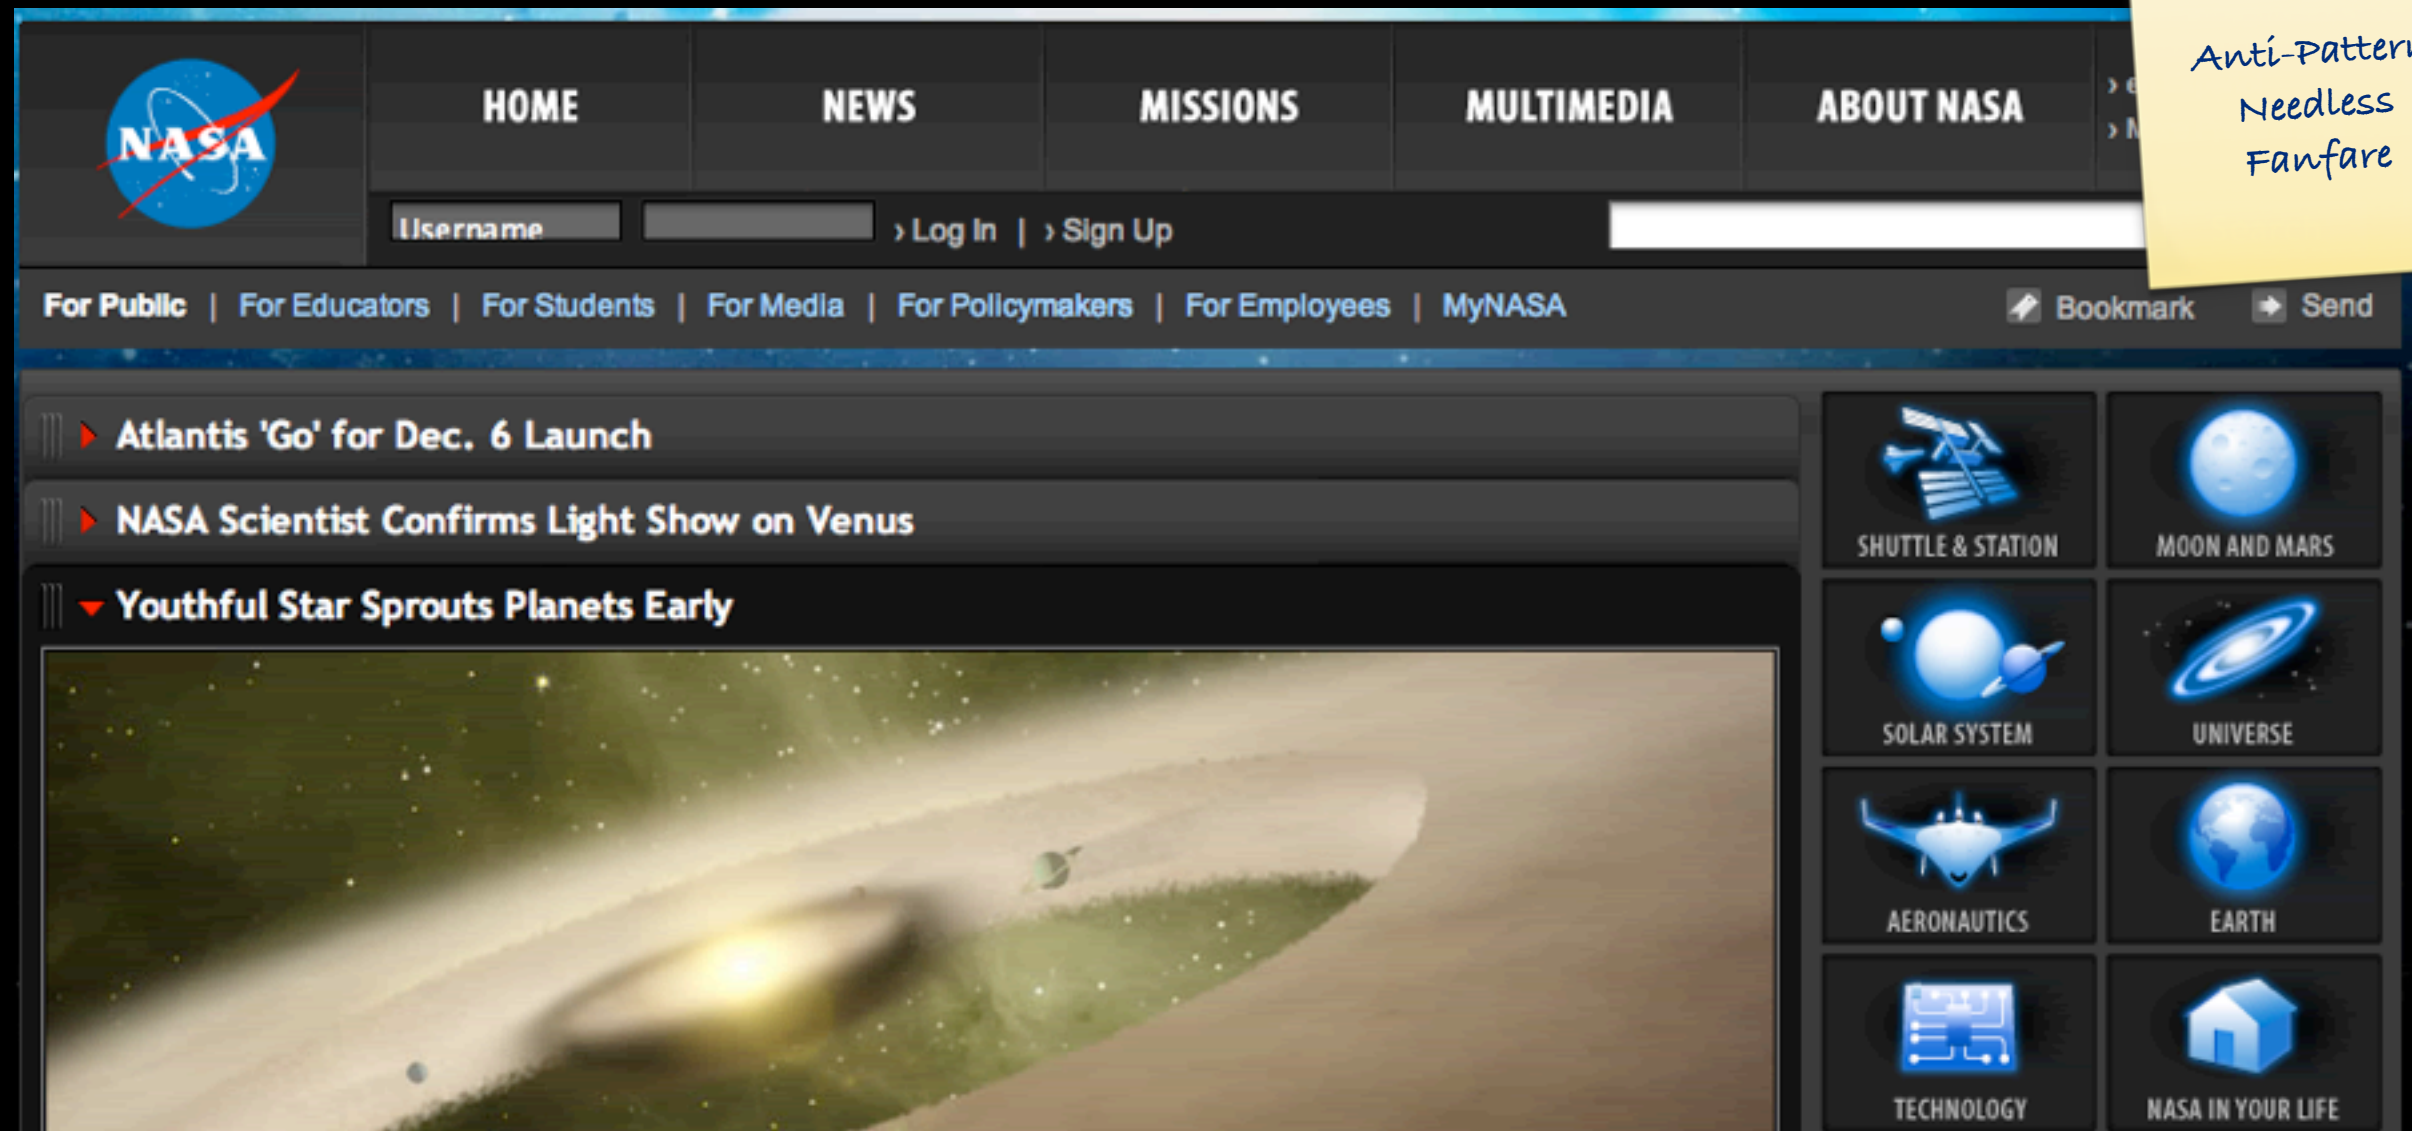 NASA
HOME
NEWS
MISSIONS
MULTIMEDIA
ABOUT NASA
Needless
Fanfare
Username
› Log In | › Sign Up
For Public | For Educators | For Students | For Media | For Policymakers | For Employees | MyNASA
Bookmark
Send
Atlantis 'Go' for Dec. 6 Launch
NASA Scientist Confirms Light Show on Venus
Youthful Star Sprouts Planets Early
SHUTTLE & STATION
MOON AND MARS
SOLAR SYSTEM
UNIVERSE
AERONAUTICS
EARTH
TECHNOLOGY
NASA IN YOUR LIFE